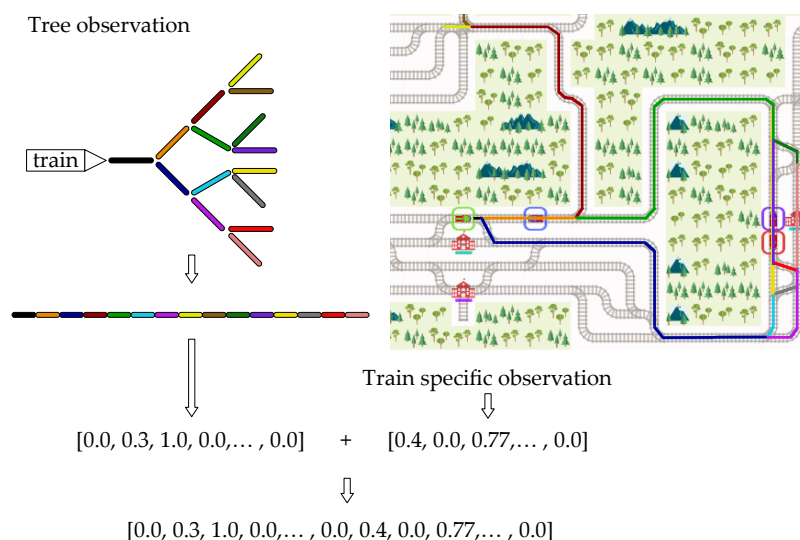 Tree observation
train
Train specific observation
[0.0, 0.3, 1.0, 0.0,… , 0.0] + [0.4, 0.0, 0.77,… , 0.0]
[0.0, 0.3, 1.0, 0.0,… , 0.0, 0.4, 0.0, 0.77,… , 0.0]